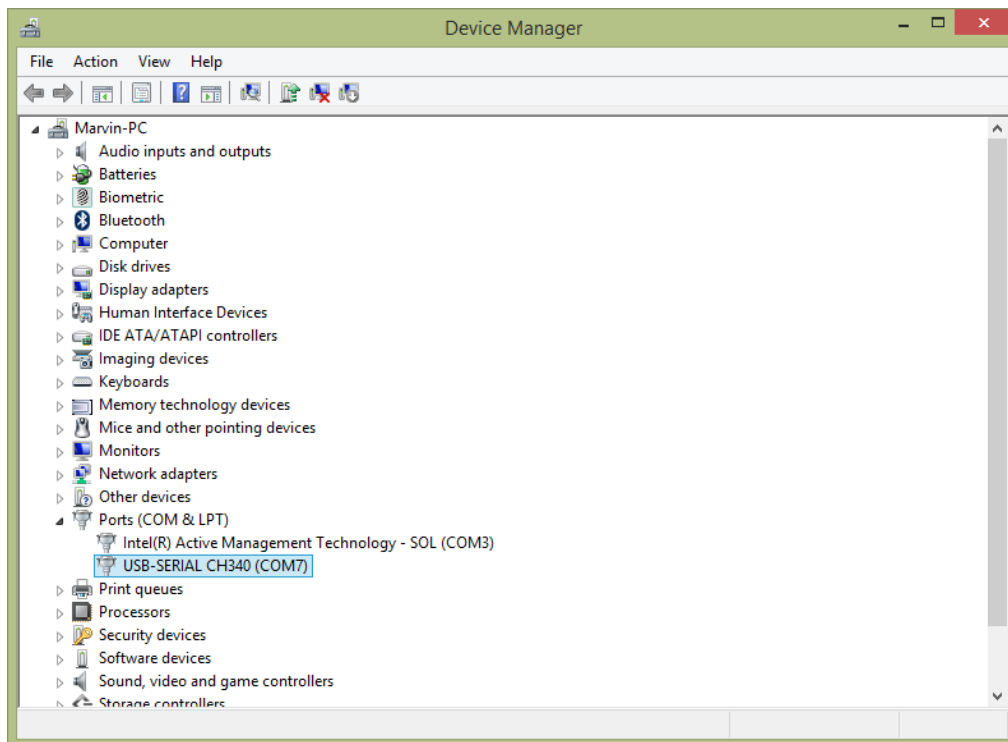 Device Manager
File Action View Help
Marvin-PC
Audio inputs and outputs
Batteries
Biometric
Bluetooth
Computer
Disk drives
Display adapters
Human Interface Devices
IDE ATA/ATAPI controllers
Imaging devices
Keyboards
Memory technology devices
Mice and other pointing devices
Monitors
Network adapters
Other devices
Ports (COM & LPT)
Intel(R) Active Management Technology - SOL (COM3)
USB-SERIAL CH340 (COM7)
Print queues
Processors
Security devices
Software devices
Sound, video and game controllers
Storage controllers